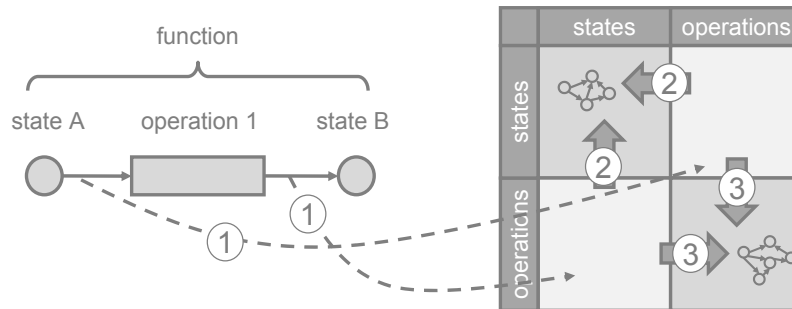 function
state A
operation 1
state B
1
1
states
operations
states
operations
2
2
3
3